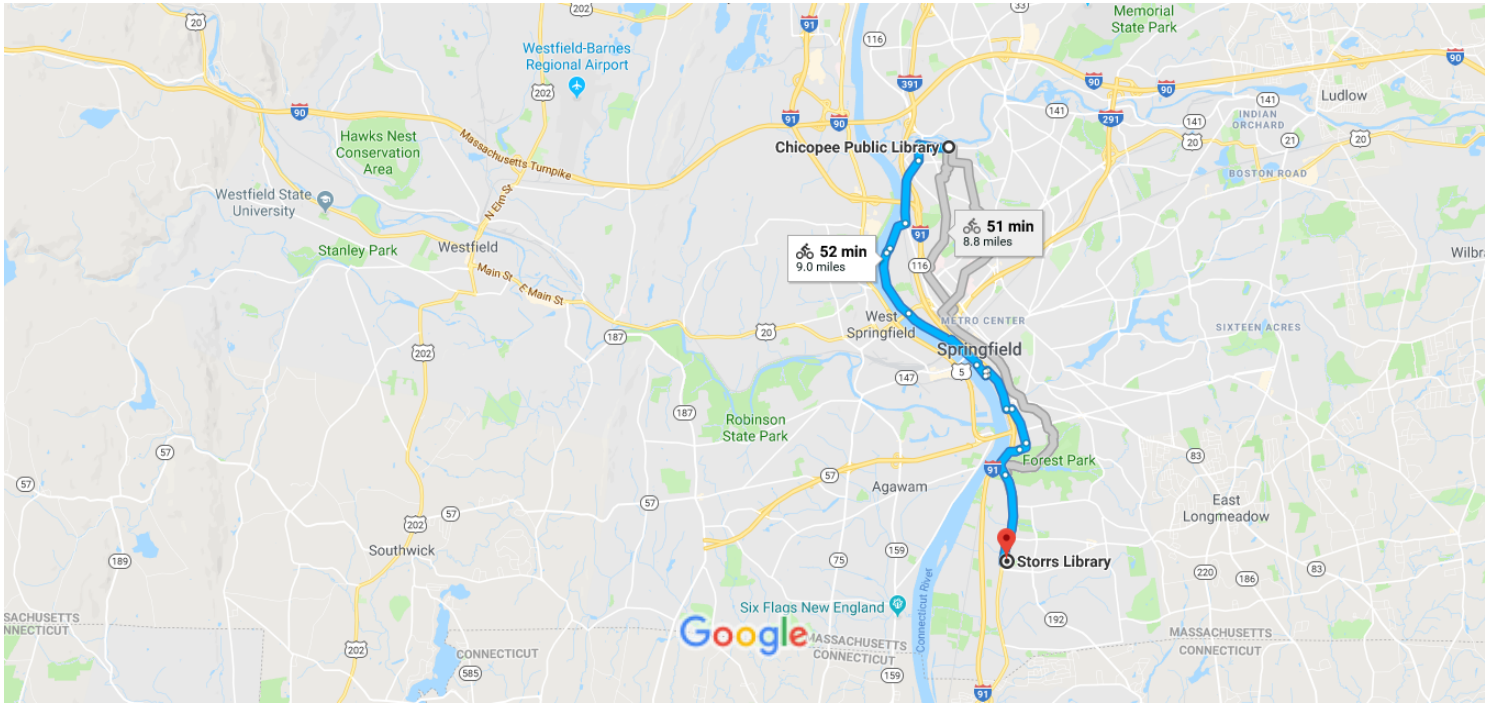 20
202
91
116
33
Memorial
State Park
Westfield-Barnes
Regional Airport
202
391
90
90
90
Ludlow
90
91
90
141
291
141
141
INDIAN
ORCHARD
21
20
20
Hawks Nest
Conservation
Area
Massachusetts Turnpike
Chicopee Public Library
BOSTON ROAD
Westfield State
University
N Elm St
Stanley Park
Westfield
91
51 min
8.8 miles
52 min
9.0 miles
116
Wilbra
Main St
E Main St
West
Springfield
METRO CENTER
SIXTEEN ACRES
187
20
202
Springfield
147
5
187
Robinson
State Park
57
57
Forest Park
83
91
57
57
Agawam
East
Longmeadow
57
202
Southwick
189
75
159
Storrs Library
220
186
83
Connecticut River
Six Flags New England
192
Google
SSACHUSETTS
NNECTICUT
202
CONNECTICUT
MASSACHUSETTS
CONNECTICUT
MASSACHUSETTS
CONNECTICUT
585
159
91